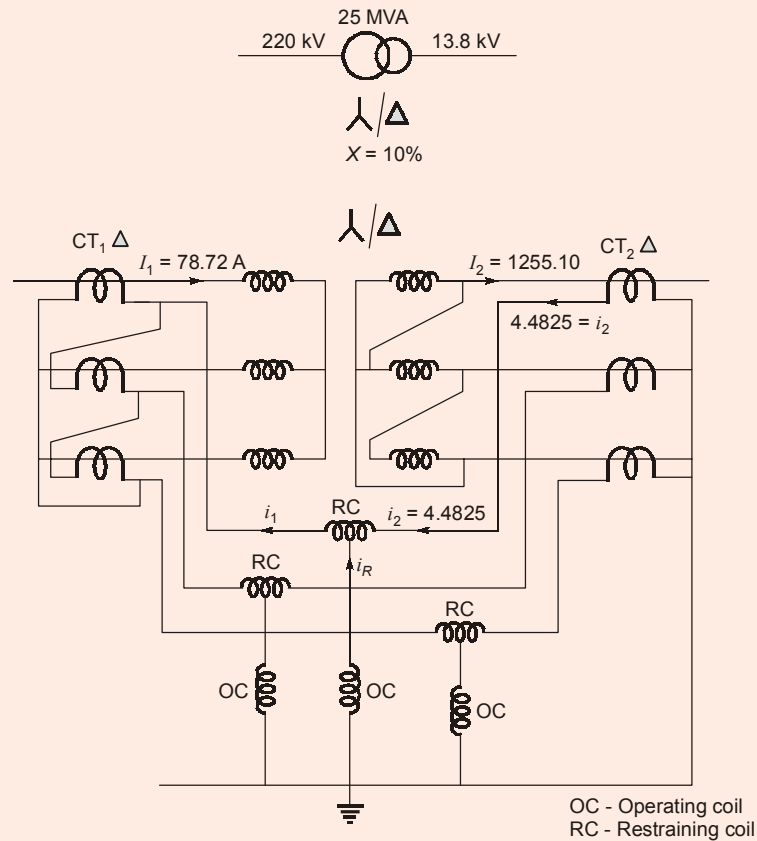 25 MVA
220 kV
13.8 kV
X = 10%
CT₁ Δ
I₁ = 78.72 A
I₂ = 1255.10
CT₂ Δ
4.4825 = i₂
i₁
RC
i₂ = 4.4825
RC
i_R
RC
OC
OC
OC
OC - Operating coil
RC - Restraining coil